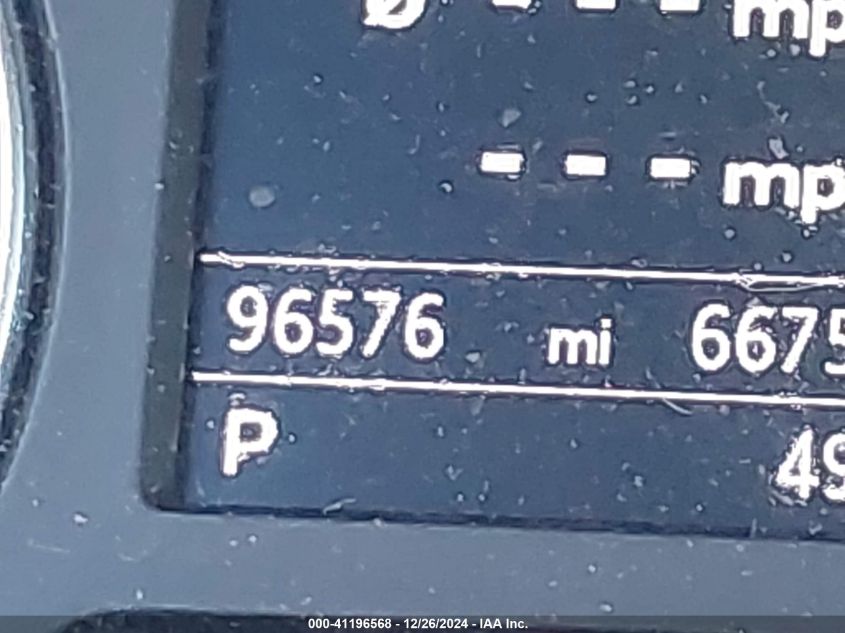 Ø --- mp
--- mp
96576 mi 6675
P 49
000-41196568 - 12/26/2024 - IAA Inc.